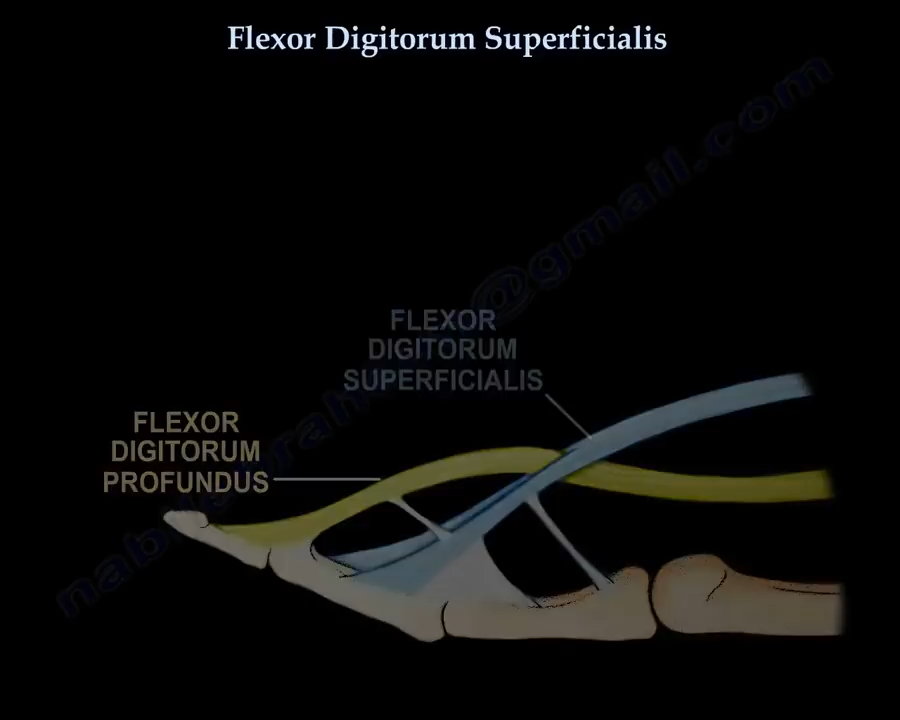 Flexor Digitorum Superficialis
FLEXOR
DIGITORUM
SUPERFICIALIS
FLEXOR
DIGITORUM
PROFUNDUS
@gmail.com